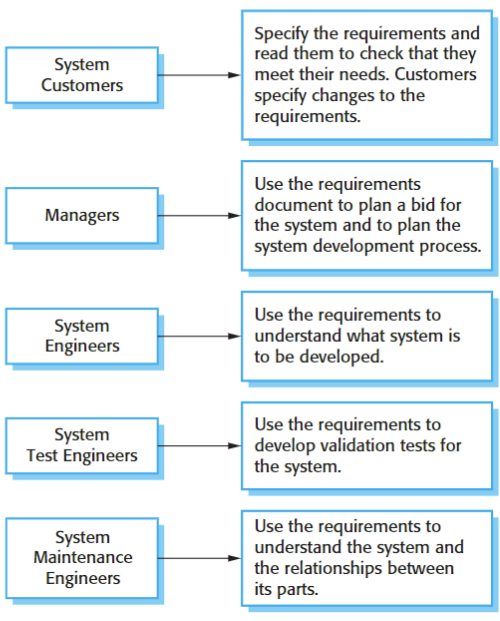 System
Customers
Specify the requirements and
read them to check that they
meet their needs. Customers
specify changes to the
requirements.
Managers
Use the requirements
document to plan a bid for
the system and to plan the
system development process.
System
Engineers
Use the requirements to
understand what system is
to be developed.
System
Test Engineers
Use the requirements to
develop validation tests for
the system.
System
Maintenance
Engineers
Use the requirements to
understand the system and
the relationships between
its parts.